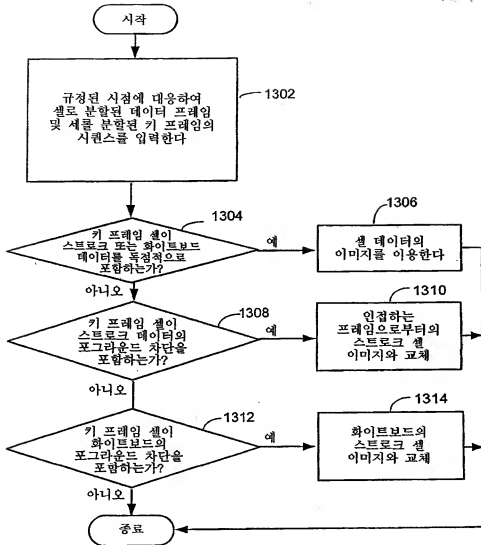 시작
규정된 시점에 대응하여
셀로 분할된 데이터 프레임
및 세롤 분할된 키 프레임의
시퀀스를 입력한다
1302
키 프레임 셀이
스트로크 또는 화이트보드
데이터를 독점적으로
포함하는가?
1304
예
셀 데이터의
이미지를 이용한다
1306
아니오
키 프레임 셀이
스트로크 데이터의
포그라운드 차단을
포함하는가?
1308
예
인접하는
프레임으로부터의
스트로크 셀
이미지와 교체
1310
아니오
키 프레임 셀이
화이트보드의
포그라운드 차단을
포함하는가?
1312
예
화이트보드의
스트로크 셀
이미지와 교체
1314
아니오
종료